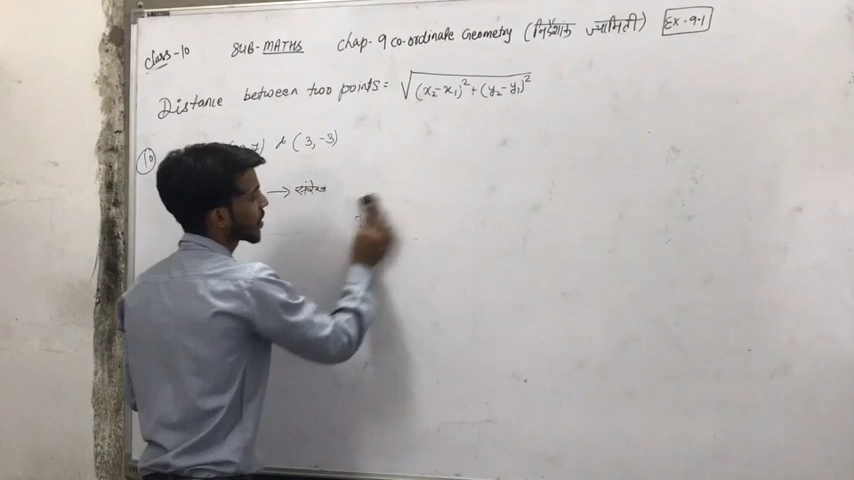 class-10 SUB-MATHS Chap-9 co-ordinate Geometry (निर्देशांक ज्यामिती) EX-9.1
Distance between two points = √(x₂-x₁)²+(y₂-y₁)²
(10) & (3,-3)
→